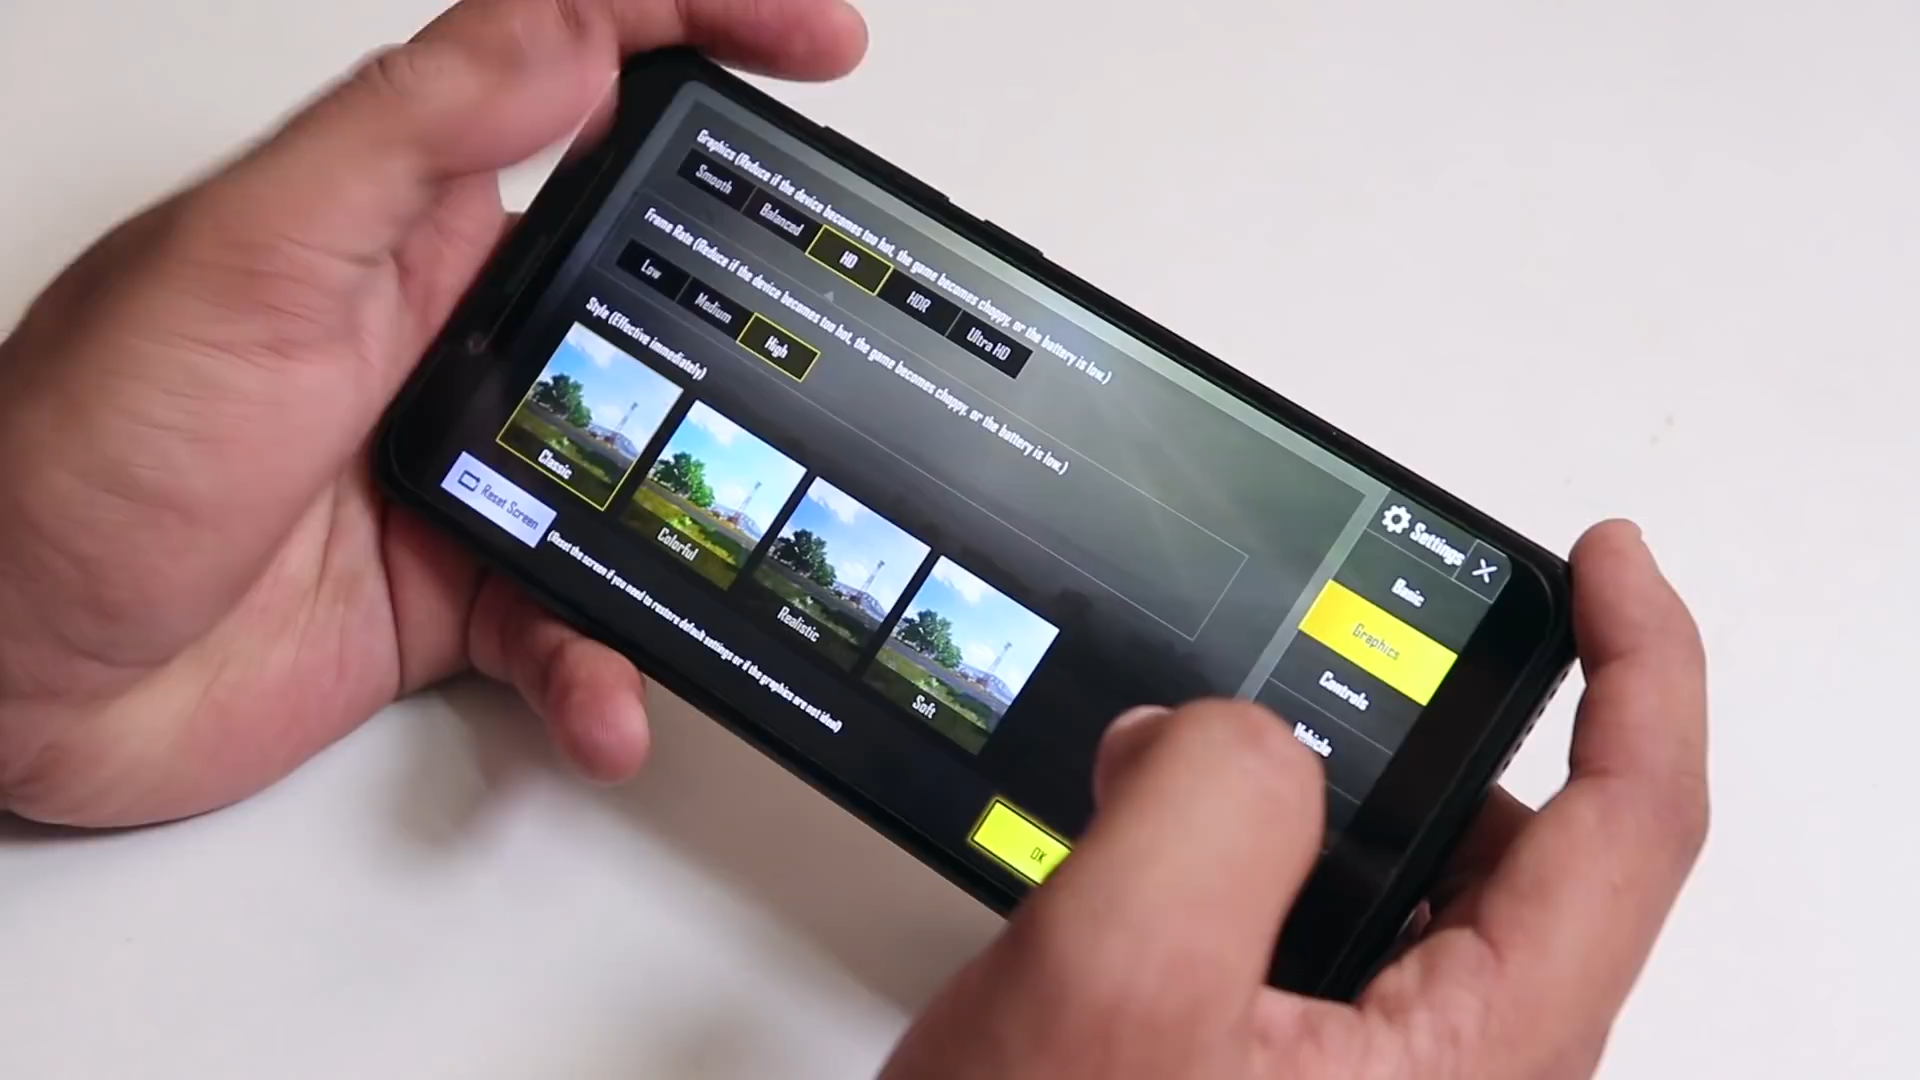 Graphics (Reduce if the device becomes too hot, the game becomes choppy, or the battery is low.)
Smooth
Balanced
HD
HDR
Ultra HD
Frame Rate (Reduce if the device becomes too hot, the game becomes choppy, or the battery is low.)
Low
Medium
High
Style (Effective immediately)
Classic
Colorful
Realistic
Soft
Reset Screen
(Reset the screen if you need to restore default settings or if the graphics are not ideal)
OK
Settings
X
Basic
Graphics
Controls
Vehicle